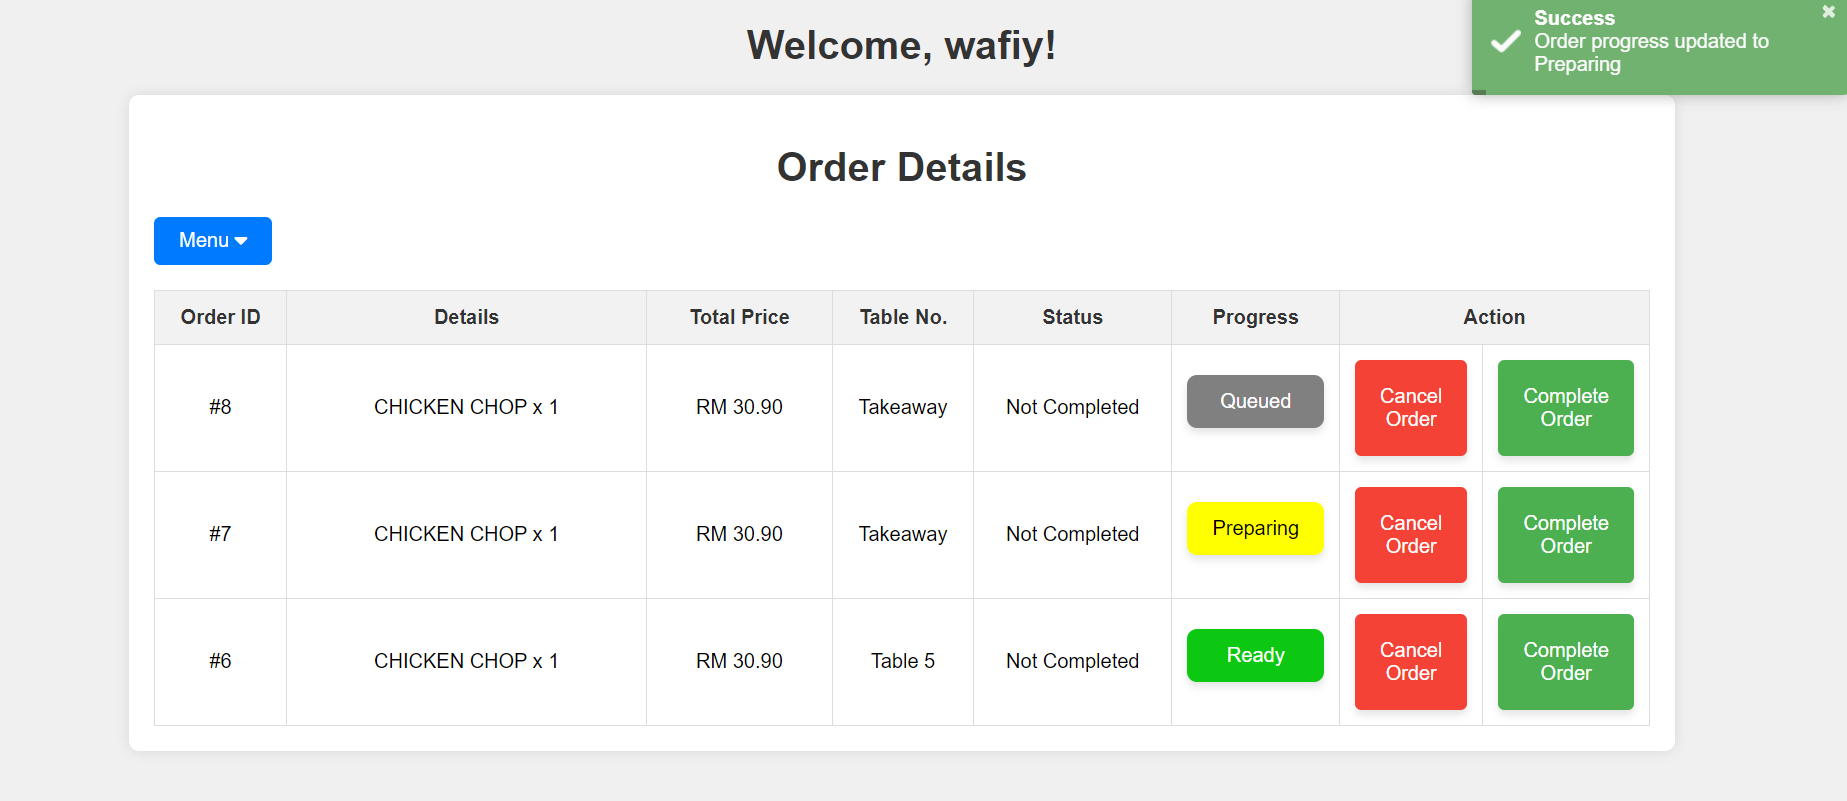 Welcome, wafiy!
Success
Order progress updated to
Preparing
Order Details
Menu
Order ID Details Total Price Table No. Status Progress Action
#8 CHICKEN CHOP x 1 RM 30.90 Takeaway Not Completed Queued Cancel Order Complete Order
#7 CHICKEN CHOP x 1 RM 30.90 Takeaway Not Completed Preparing Cancel Order Complete Order
#6 CHICKEN CHOP x 1 RM 30.90 Table 5 Not Completed Ready Cancel Order Complete Order